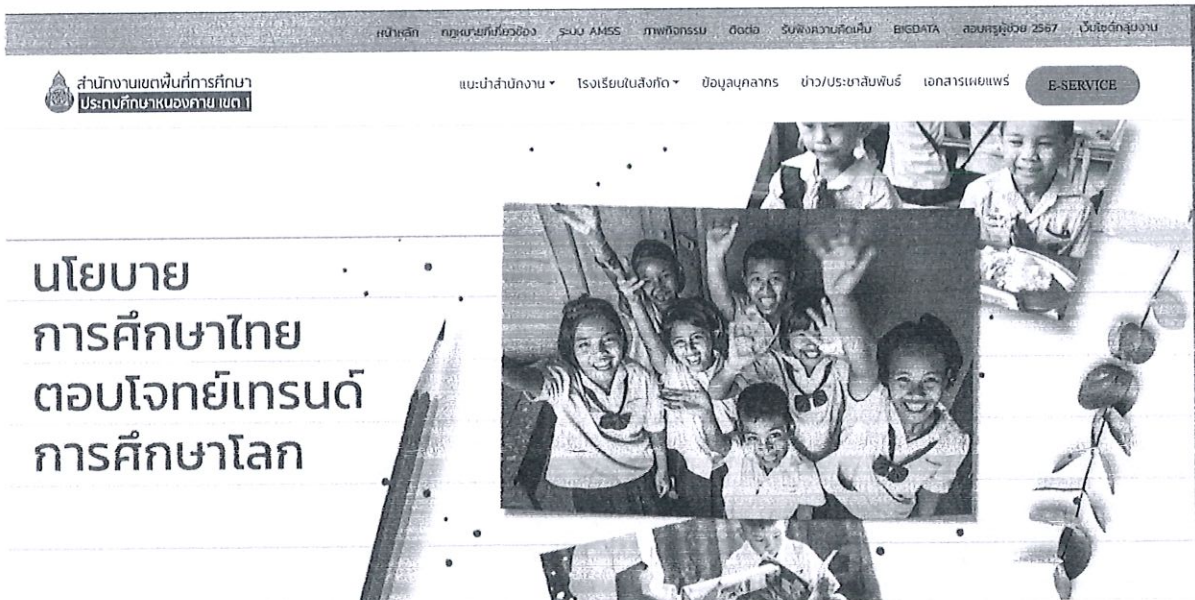 หน้าหลัก กฎหมายที่เกี่ยวข้อง ระบบ AMSS ภาพกิจกรรม ติดต่อ รับฟังความคิดเห็น BIGDATA สอบครูผู้ช่วย 2567 เว็บไซต์กลุ่มงาน
สำนักงานเขตพื้นที่การศึกษา
ประถมศึกษาหนองคาย เขต 1
แนะนำสำนักงาน โรงเรียนในสังกัด ข้อมูลบุคลากร ข่าว/ประชาสัมพันธ์ เอกสารเผยแพร่ E-SERVICE
นโยบาย
การศึกษาไทย
ตอบโจทย์เทรนด์
การศึกษาโลก